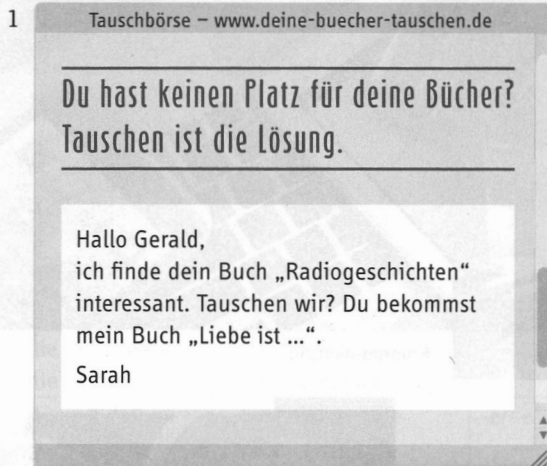 1
Tauschbörse – www.deine-buecher-tauschen.de
Du hast keinen Platz für deine Bücher?
Tauschen ist die Lösung.
Hallo Gerald,
ich finde dein Buch „Radiogeschichten“
interessant. Tauschen wir? Du bekommst
mein Buch „Liebe ist ...“.
Sarah